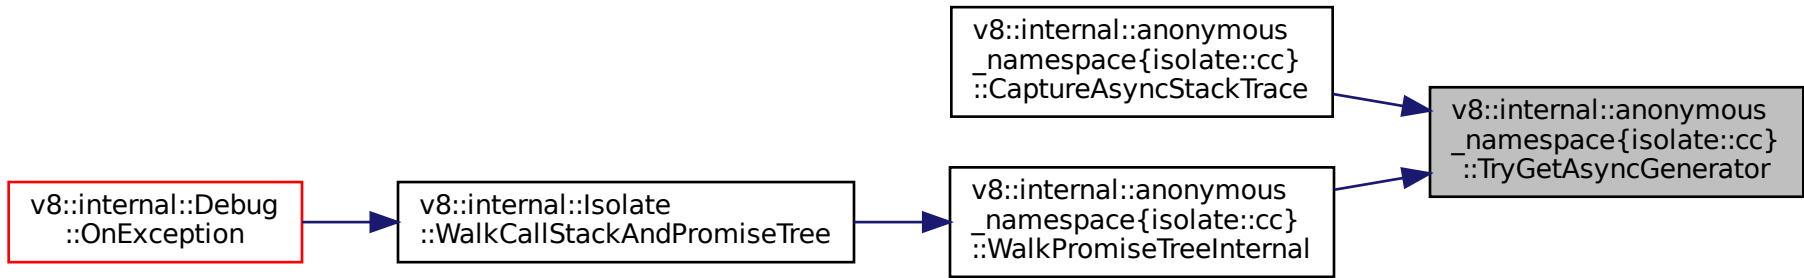 v8::internal::anonymous
_namespace{isolate::cc}
::CaptureAsyncStackTrace
v8::internal::anonymous
_namespace{isolate::cc}
::TryGetAsyncGenerator
v8::internal::Debug
::OnException
v8::internal::Isolate
::WalkCallStackAndPromiseTree
v8::internal::anonymous
_namespace{isolate::cc}
::WalkPromiseTreeInternal